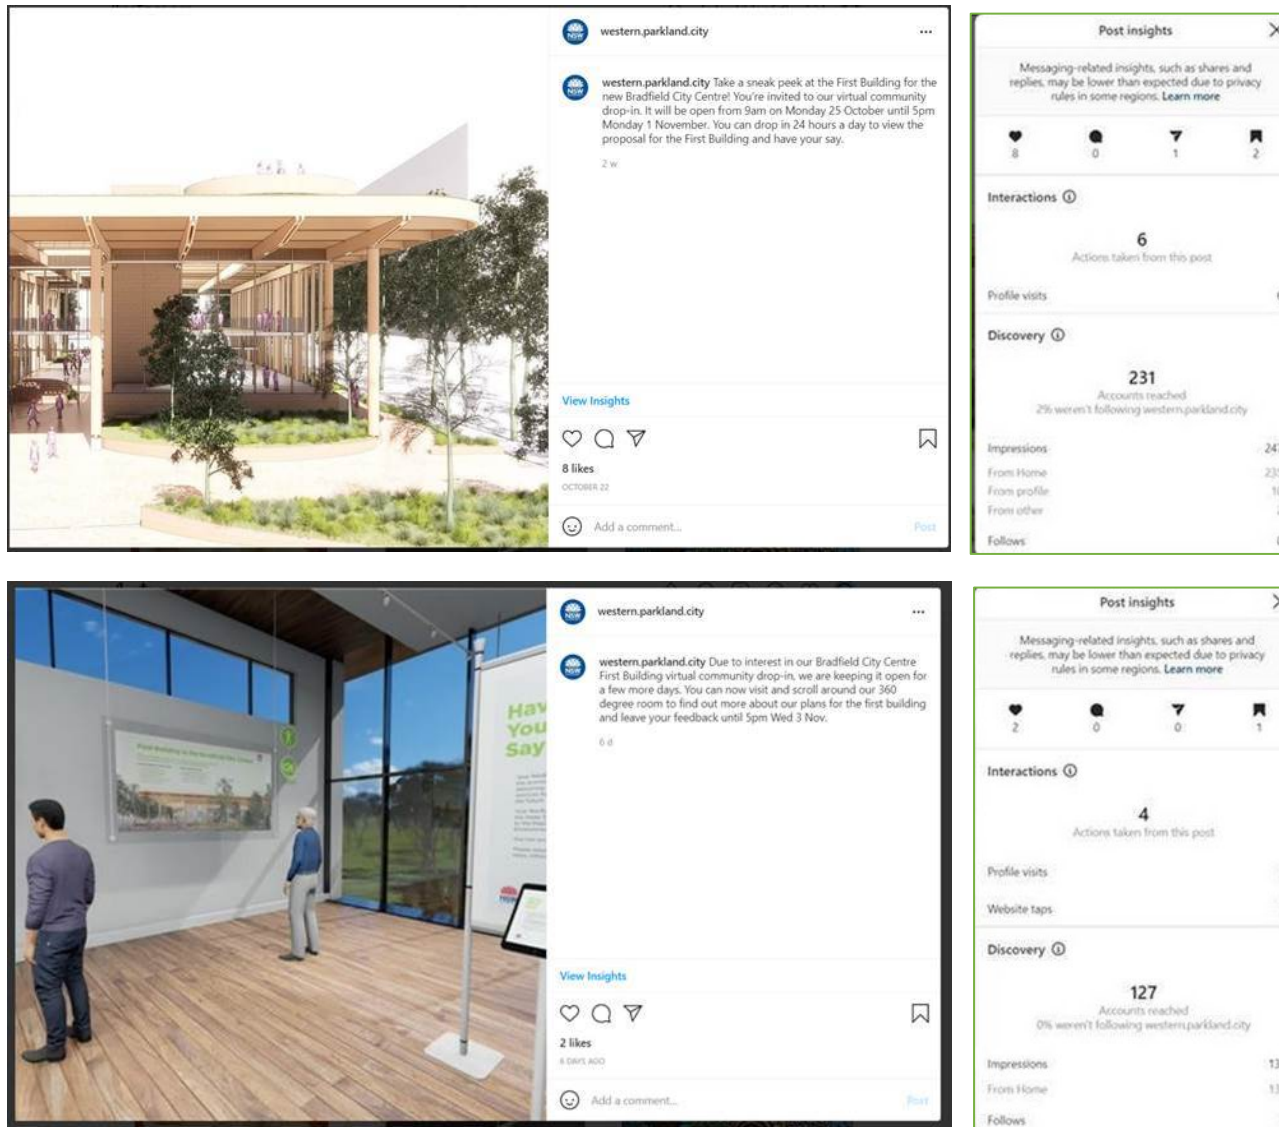 western.parkland.city
western.parkland.city Take a sneak peek at the First Building for the
new Bradfield City Centre! You're invited to our virtual community
drop-in. It will be open from 9am on Monday 25 October until 5pm
Monday 1 November. You can drop in 24 hours a day to view the
proposal for the First Building and have your say.
2 w
View Insights
8 likes
OCTOBER 22
Add a comment...
Post
Post insights
Messaging-related insights, such as shares and
replies, may be lower than expected due to privacy
rules in some regions. Learn more
8 0 1 2
Interactions
6
Actions taken from this post
Profile visits
Discovery
231
Accounts reached
2% weren't following western.parkland.city
Impressions
From Home
From profile
From other
Follows
western.parkland.city
western.parkland.city Due to interest in our Bradfield City Centre
First Building virtual community drop-in, we are keeping it open for
a few more days. You can now visit and scroll around our 360
degree room to find out more about our plans for the first building
and leave your feedback until 5pm Wed 3 Nov.
6 d
Hav
You
Say
View Insights
2 likes
6 DAYS AGO
Add a comment...
Post
Post insights
Messaging-related insights, such as shares and
replies, may be lower than expected due to privacy
rules in some regions. Learn more
2 0 0 1
Interactions
4
Actions taken from this post
Profile visits
Website taps
Discovery
127
Accounts reached
0% weren't following western.parkland.city
Impressions
From Home
Follows